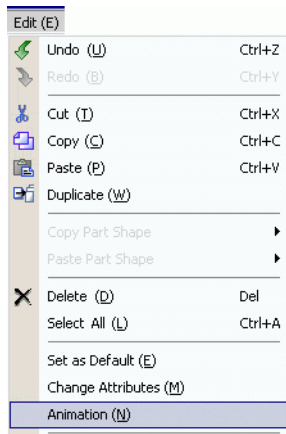 Edit (E)
Undo (U) Ctrl+Z
Redo (B) Ctrl+Y
Cut (T) Ctrl+X
Copy (C) Ctrl+C
Paste (P) Ctrl+V
Duplicate (W)
Copy Part Shape
Paste Part Shape
Delete (D) Del
Select All (L) Ctrl+A
Set as Default (E)
Change Attributes (M)
Animation (N)